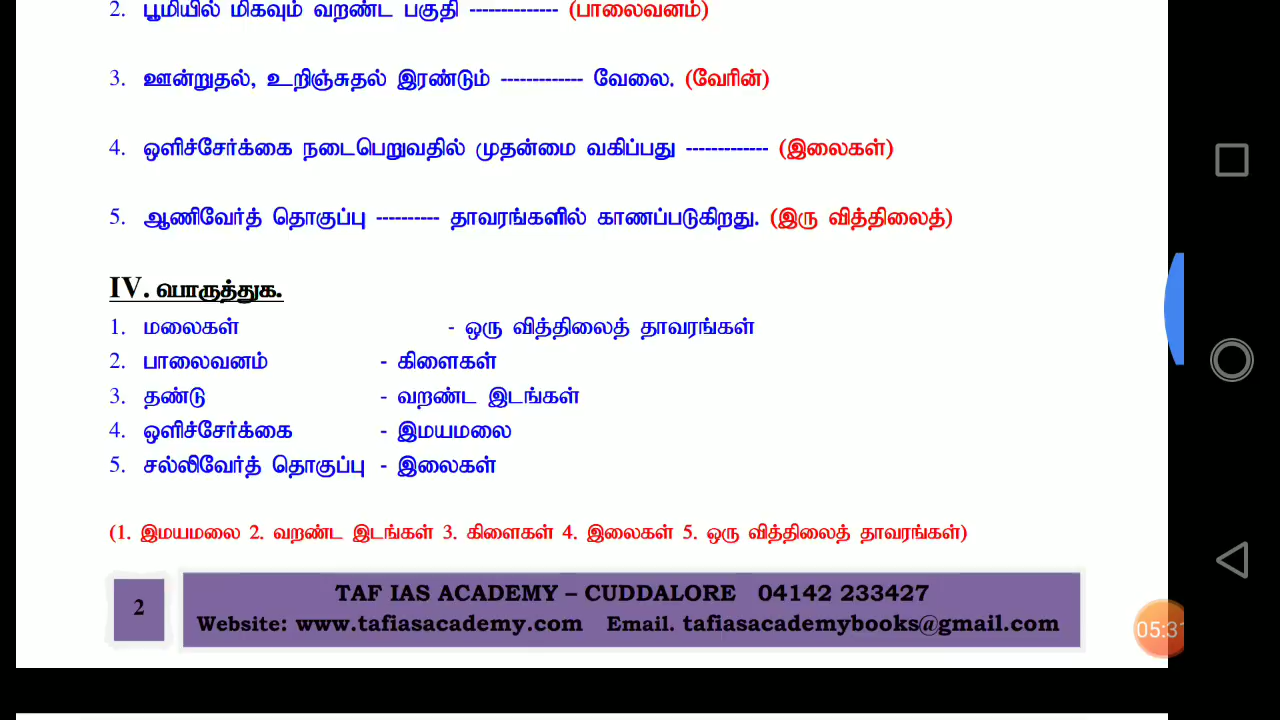 2. பூமியில் மிகவும் வறண்ட பகுதி -------------- (பாலைவனம்)
3. ஊன்றுதல், உறிஞ்சுதல் இரண்டும் ------------- வேலை. (வேரின்)
4. ஒளிச்சேர்க்கை நடைபெறுவதில் முதன்மை வகிப்பது ------------- (இலைகள்)
5. ஆணிவேர்த் தொகுப்பு ---------- தாவரங்களில் காணப்படுகிறது. (இரு வித்திலைத்)
IV. பொருத்துக.
1. மலைகள் - ஒரு வித்திலைத் தாவரங்கள்
2. பாலைவனம் - கிளைகள்
3. தண்டு - வறண்ட இடங்கள்
4. ஒளிச்சேர்க்கை - இமயமலை
5. சல்லிவேர்த் தொகுப்பு - இலைகள்
(1. இமயமலை 2. வறண்ட இடங்கள் 3. கிளைகள் 4. இலைகள் 5. ஒரு வித்திலைத் தாவரங்கள்)
2 TAF IAS ACADEMY – CUDDALORE 04142 233427
Website: www.tafiasacademy.com Email. tafiasacademybooks@gmail.com